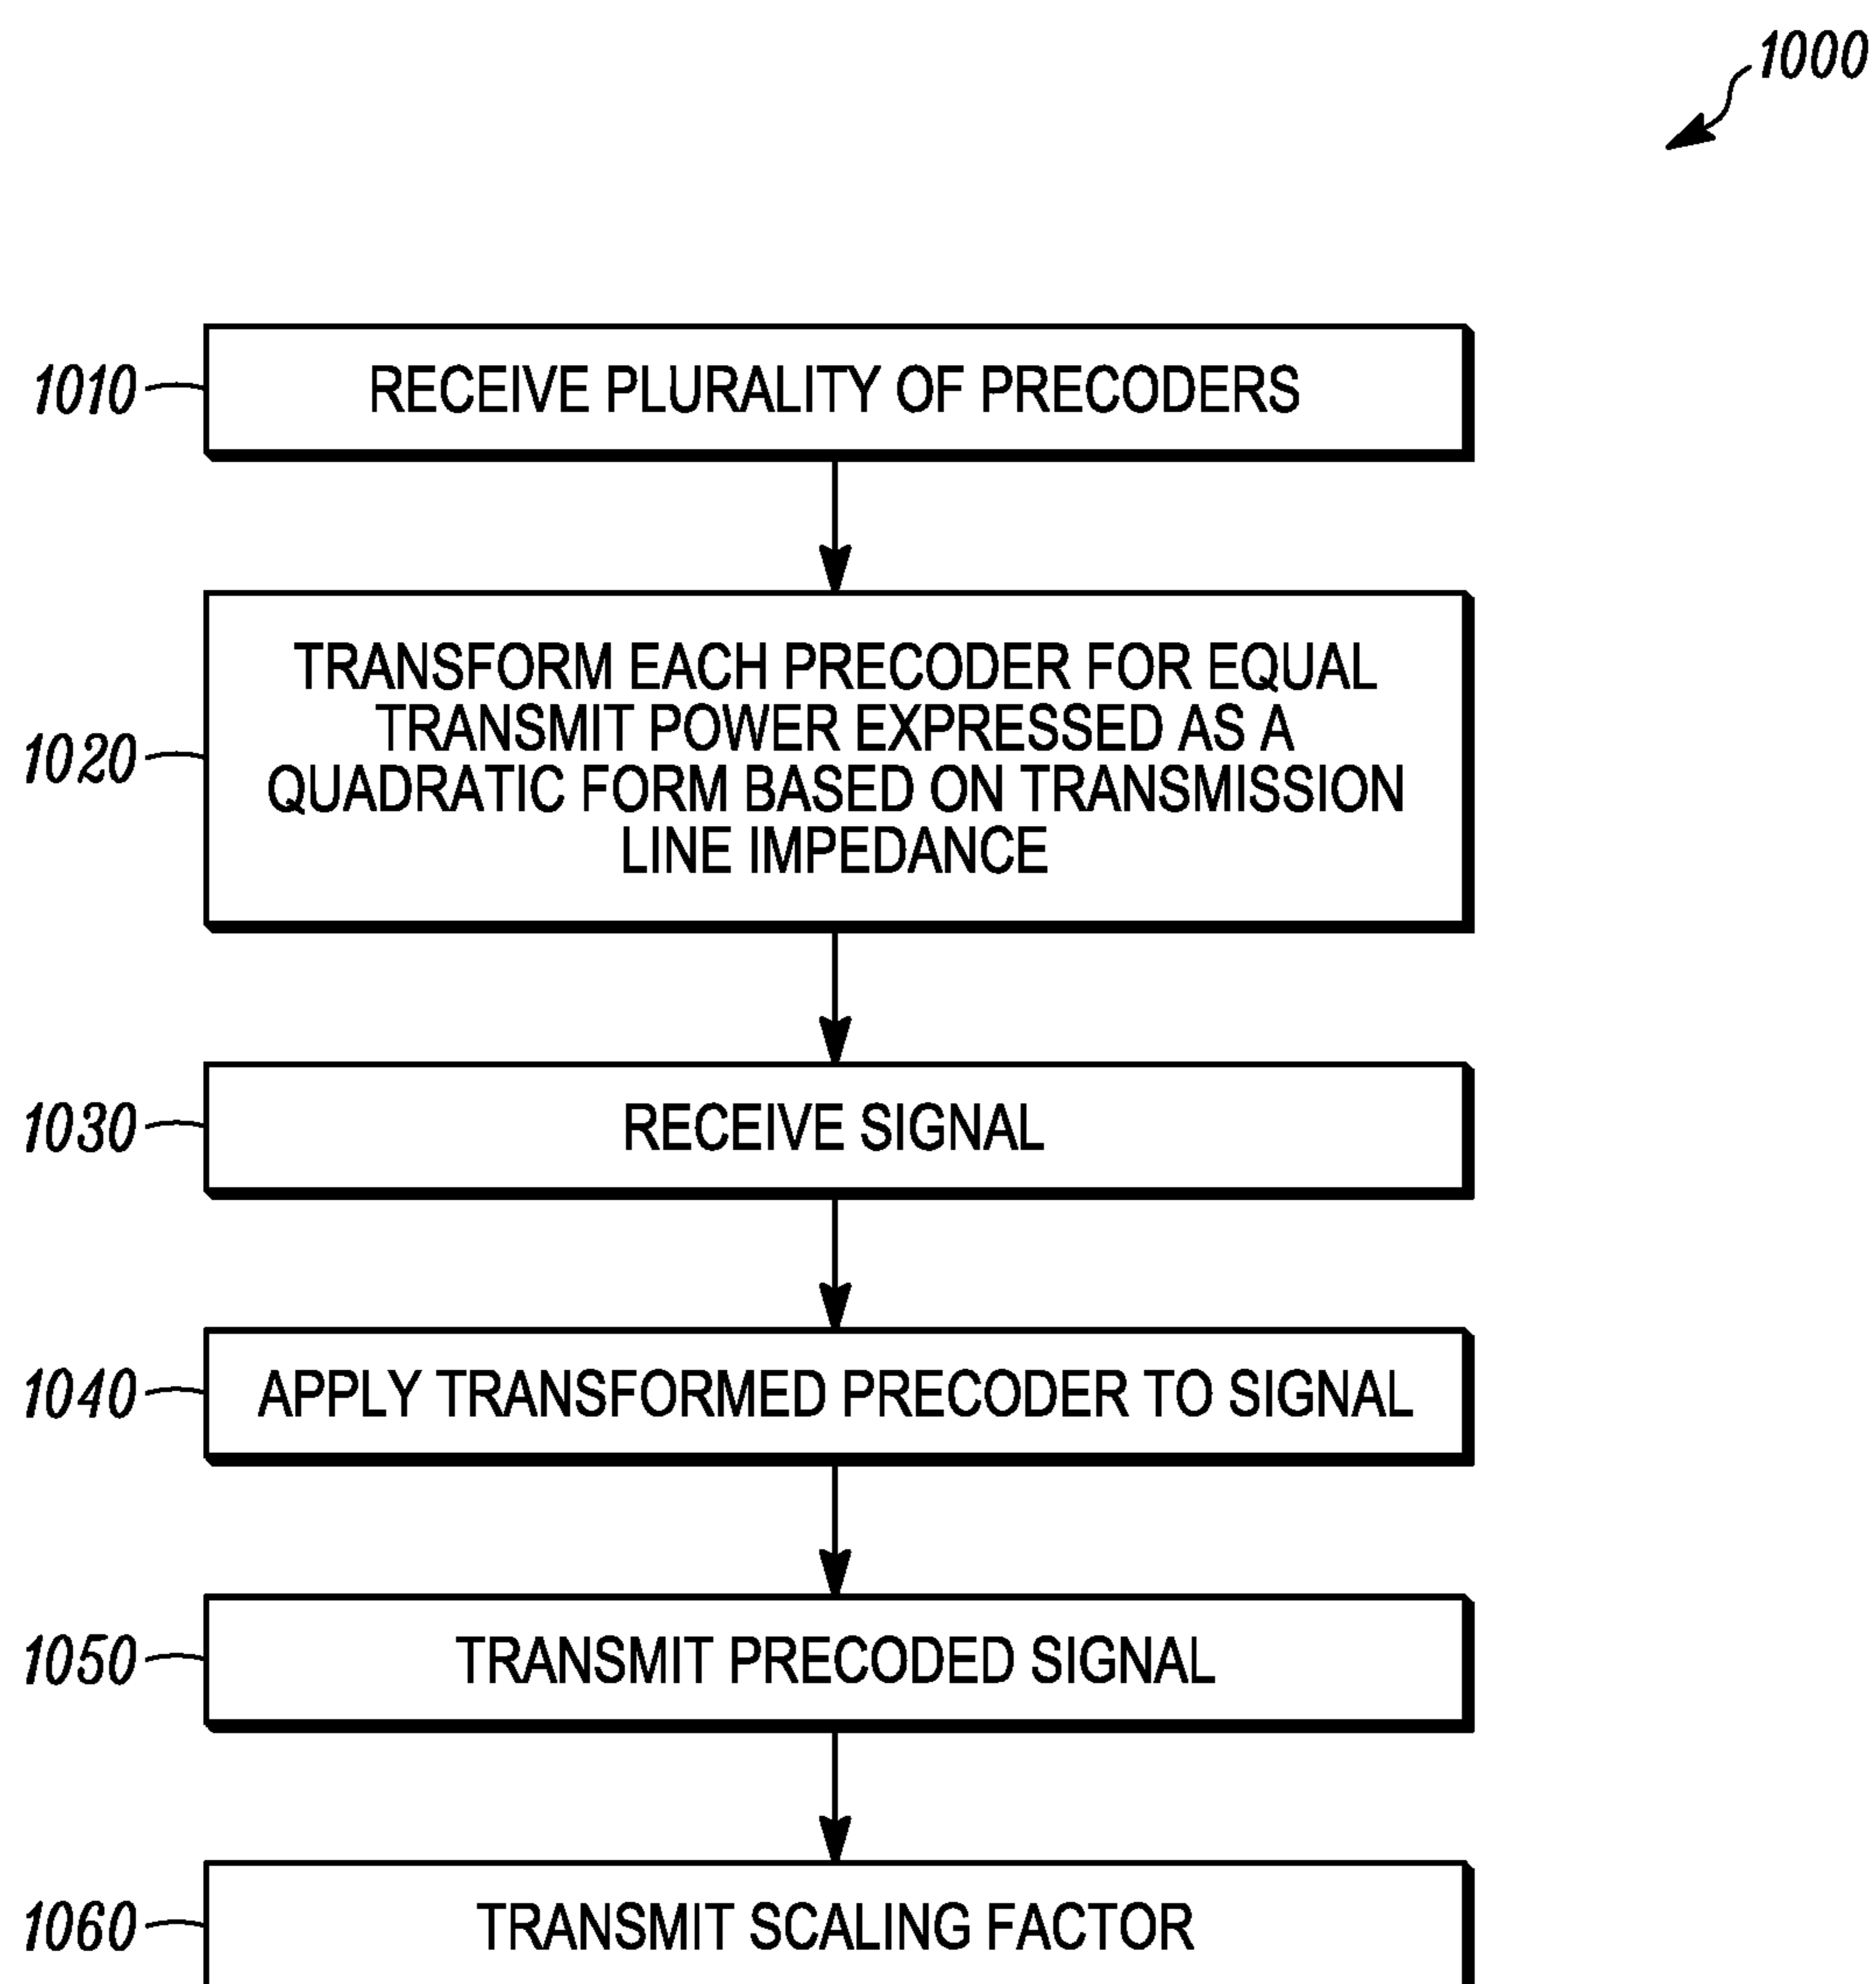 1000
1010
RECEIVE PLURALITY OF PRECODERS
1020
TRANSFORM EACH PRECODER FOR EQUAL
TRANSMIT POWER EXPRESSED AS A
QUADRATIC FORM BASED ON TRANSMISSION
LINE IMPEDANCE
1030
RECEIVE SIGNAL
1040
APPLY TRANSFORMED PRECODER TO SIGNAL
1050
TRANSMIT PRECODED SIGNAL
1060
TRANSMIT SCALING FACTOR